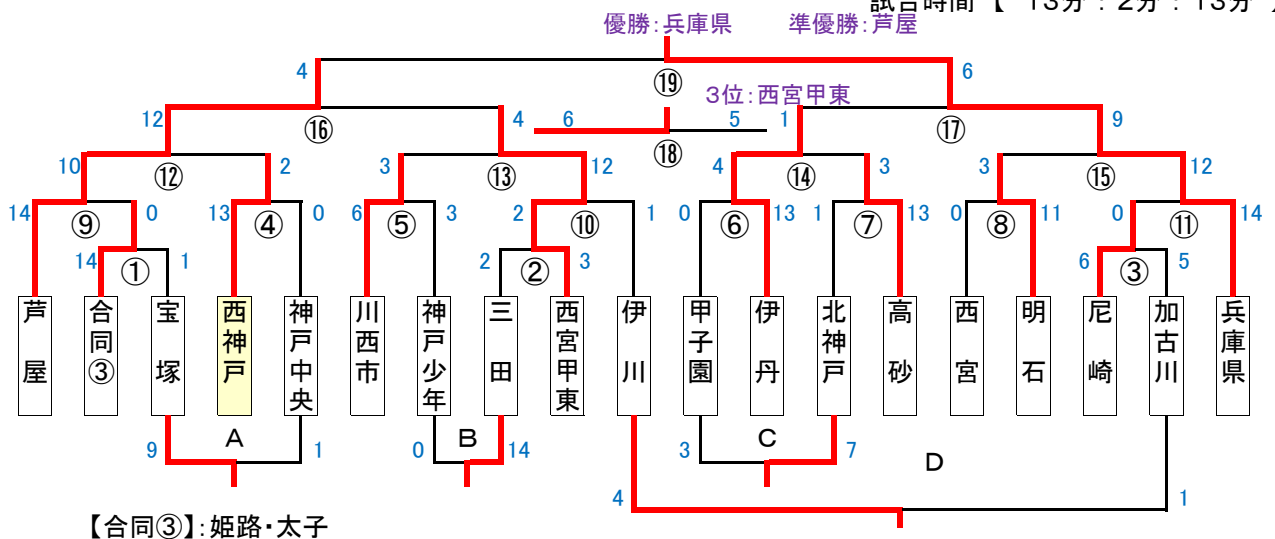 試合時間【 13分：2分：13分 】
優勝：兵庫県 準優勝：芦屋
4 ⑲ 6
3位：西宮甲東
12 ⑯ 4 6 ⑱ 5 1 ⑰ 9
10 ⑫ 2 3 ⑬ 12 4 ⑭ 3 3 ⑮ 12
14 ⑨ 0 13 ④ 0 6 ⑤ 3 2 ⑩ 1 0 ⑥ 13 1 ⑦ 13 0 ⑧ 11 0 ⑪ 14
14 ① 1 2 ② 3 6 ③ 5
芦屋
合同③
宝塚
西神戸
神戸中央
川西市
神戸少年
三田
西宮甲東
伊川
甲子園
伊丹
北神戸
高砂
西宮
明石
尼崎
加古川
兵庫県
9 A 1 0 B 14 3 C 7 D
4 1
【合同③】：姫路・太子